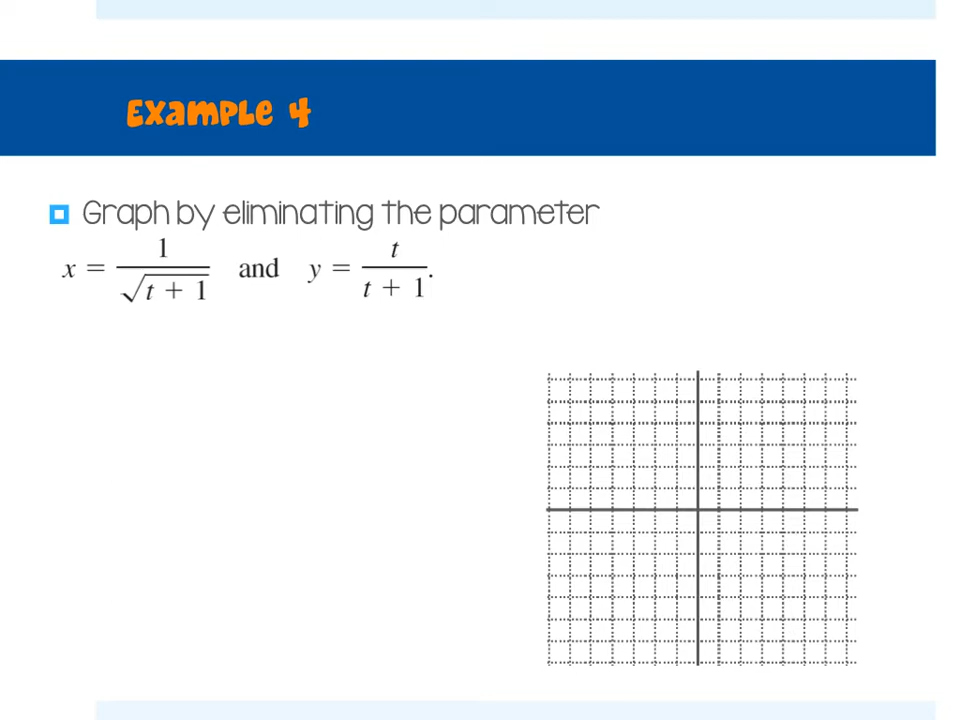 Example 4
Graph by eliminating the parameter
x = 1/√(t + 1) and y = t/(t + 1).